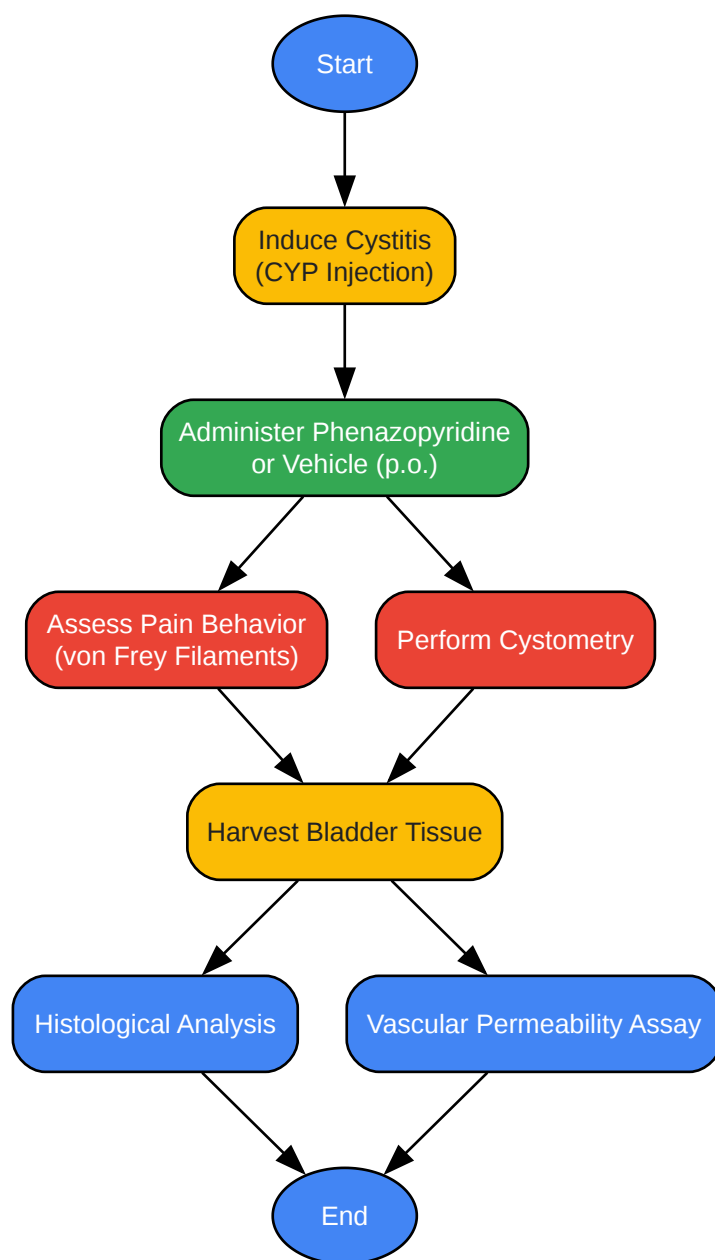 Start
Induce Cystitis
(CYP Injection)
Administer Phenazopyridine
or Vehicle (p.o.)
Assess Pain Behavior
(von Frey Filaments)
Perform Cystometry
Harvest Bladder Tissue
Histological Analysis
Vascular Permeability Assay
End